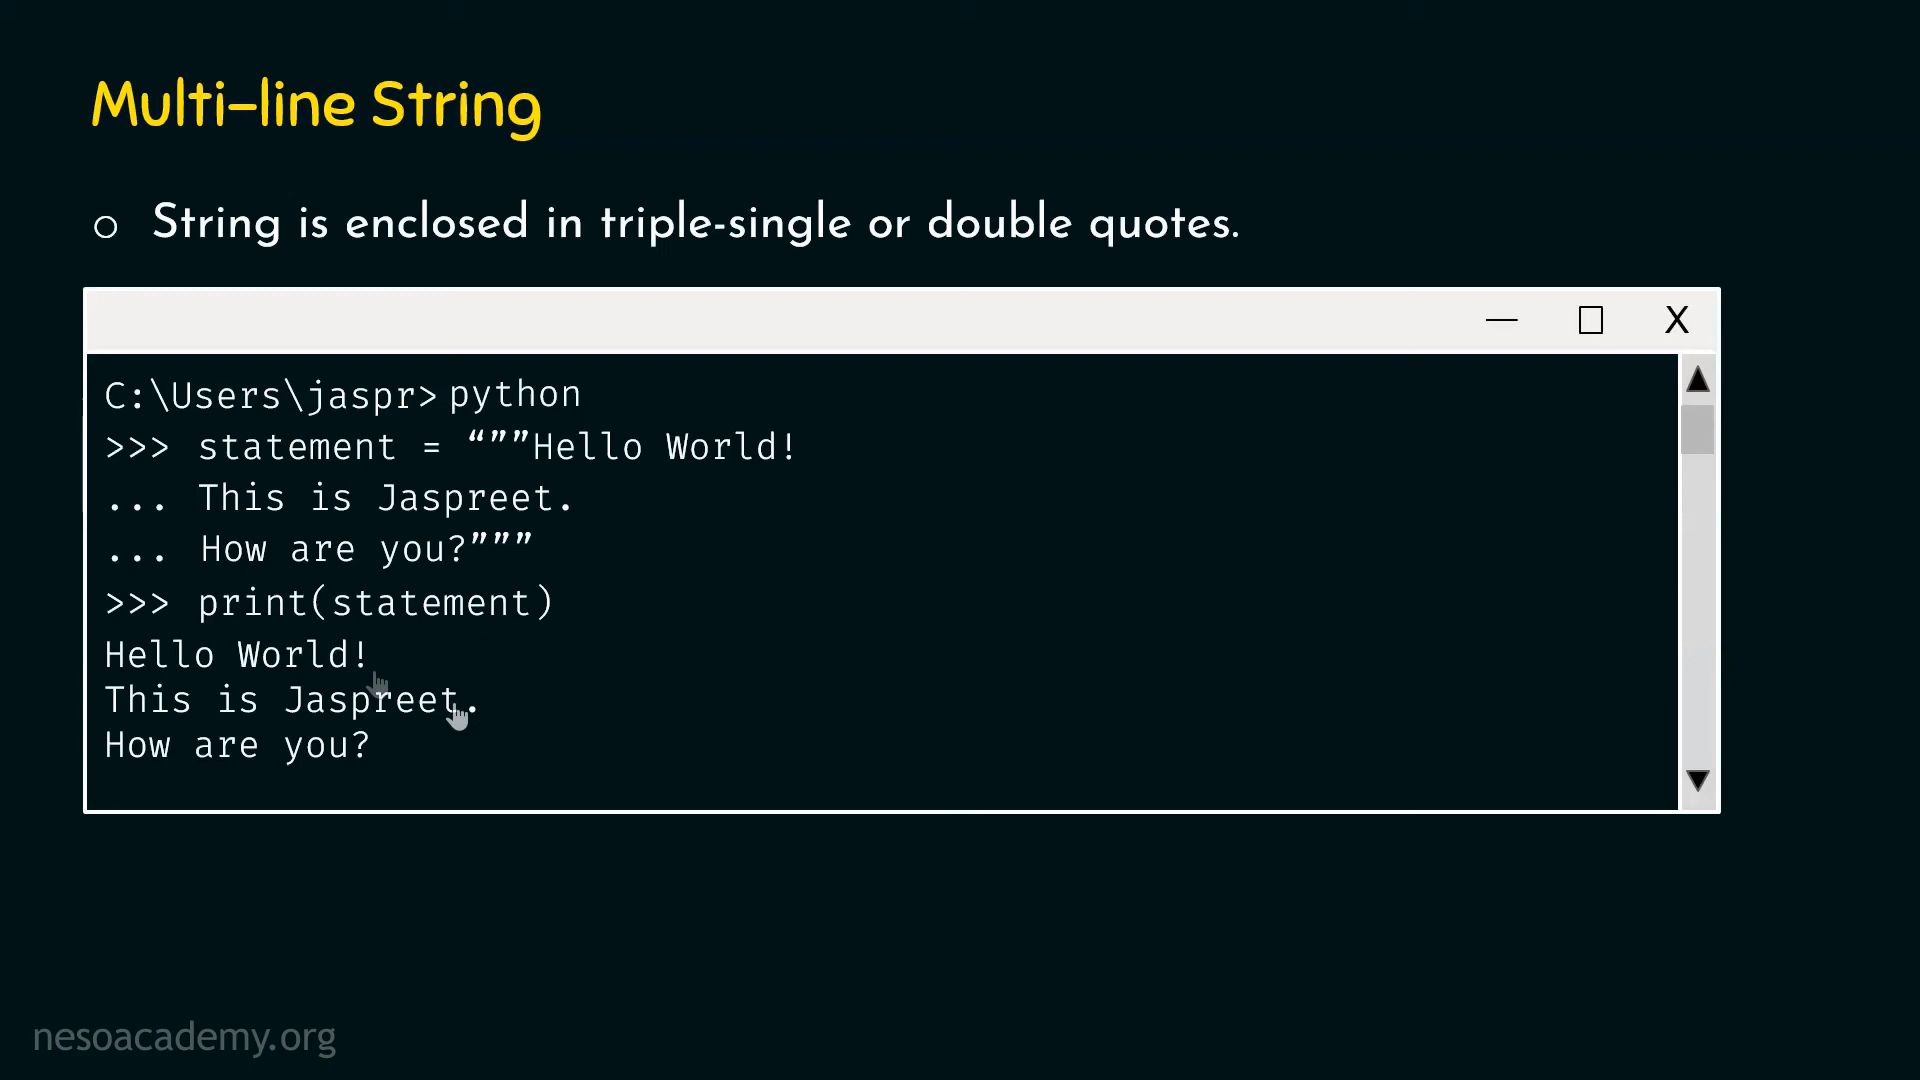 Multi-line String
○ String is enclosed in triple-single or double quotes.
— □ X
C:\Users\jaspr> python
>>> statement = “””Hello World!
... This is Jaspreet.
... How are you?”””
>>> print(statement)
Hello World!
This is Jaspreet.
How are you?
nesoacademy.org